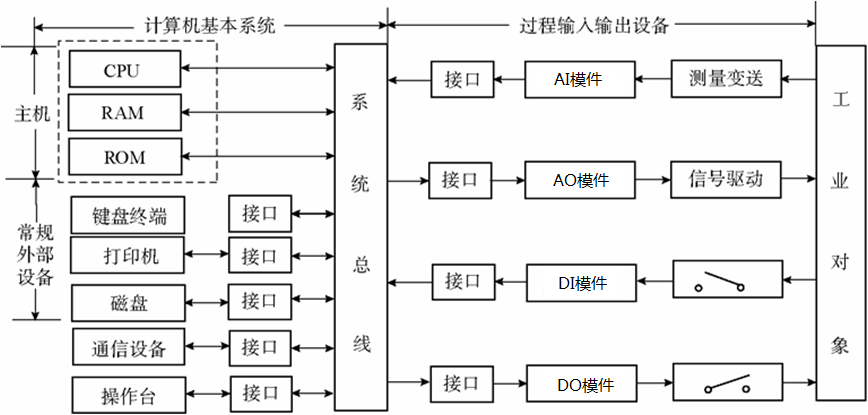 计算机基本系统
过程输入输出设备
主机
CPU
RAM
ROM
常规
外部
设备
键盘终端
接口
打印机
接口
磁盘
接口
通信设备
接口
操作台
接口
系
统
总
线
接口
AI模件
测量变送
接口
AO模件
信号驱动
接口
DI模件
接口
DO模件
工
业
对
象